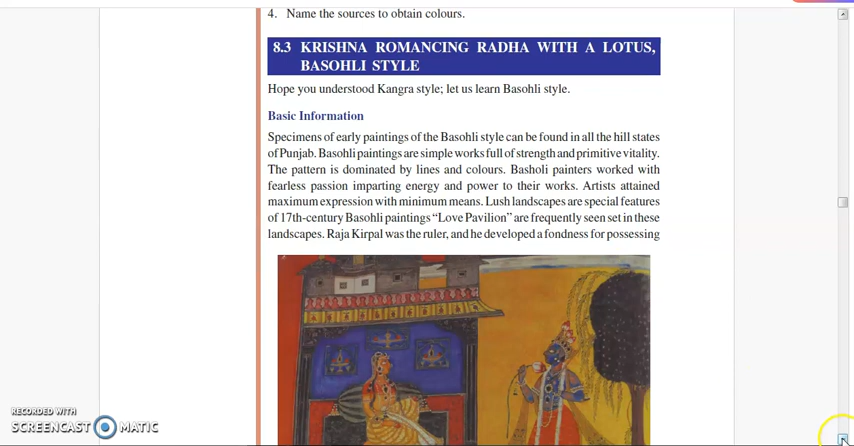 4. Name the sources to obtain colours.
8.3 KRISHNA ROMANCING RADHA WITH A LOTUS,
BASOHLI STYLE
Hope you understood Kangra style; let us learn Basohli style.
Basic Information
Specimens of early paintings of the Basohli style can be found in all the hill states
of Punjab. Basohli paintings are simple works full of strength and primitive vitality.
The pattern is dominated by lines and colours. Basholi painters worked with
fearless passion imparting energy and power to their works. Artists attained
maximum expression with minimum means. Lush landscapes are special features
of 17th-century Basohli paintings “Love Pavilion” are frequently seen set in these
landscapes. Raja Kirpal was the ruler, and he developed a fondness for possessing
RECORDED WITH
SCREENCAST MATIC